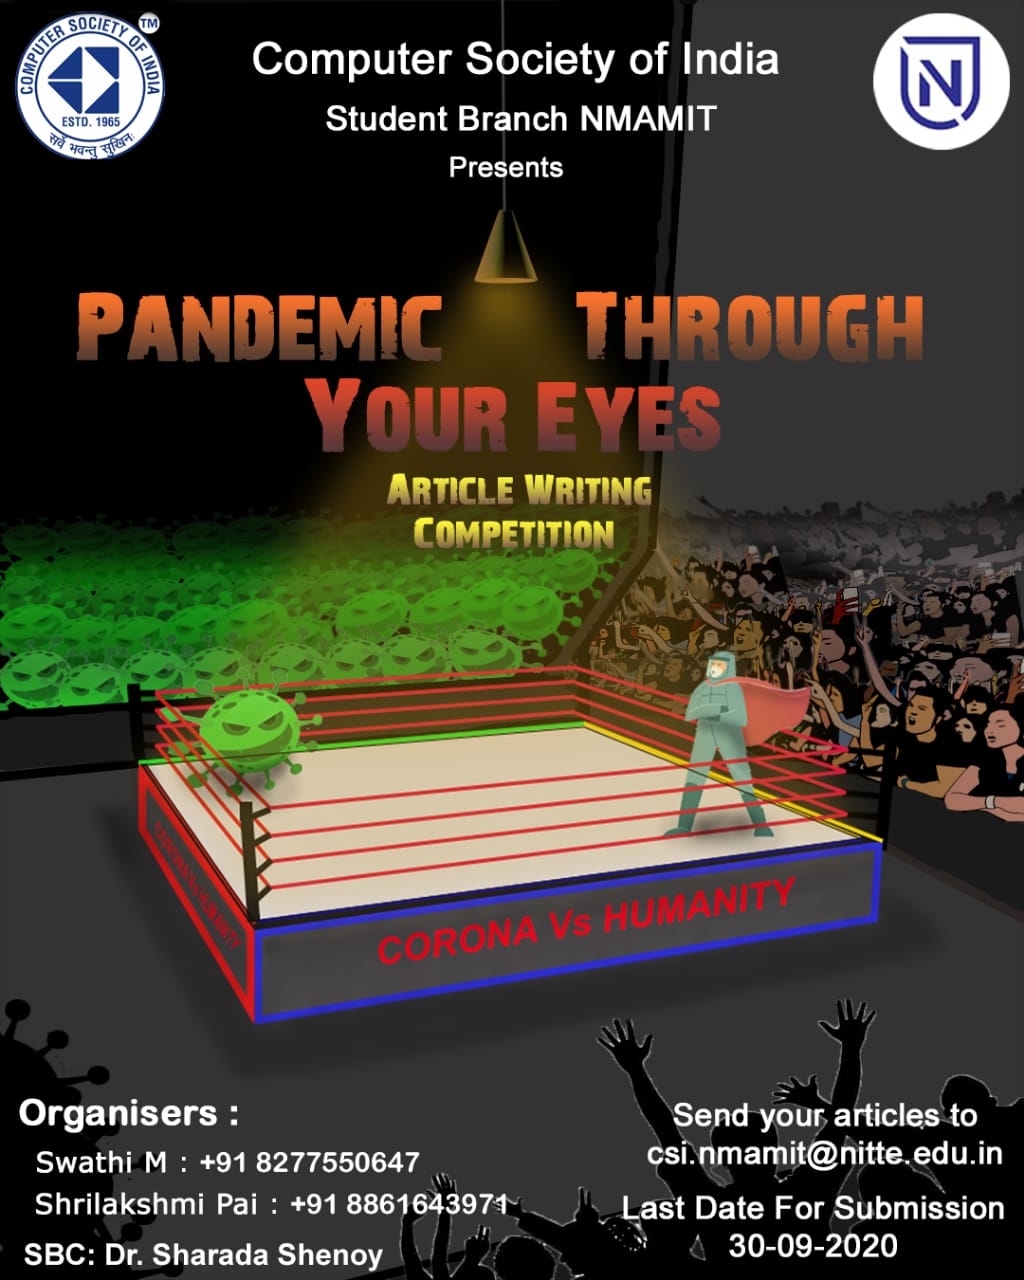 COMPUTER SOCIETY OF INDIA
TM
ESTD. 1965
सर्वे भवन्तु सुखिनः
N
Computer Society of India
Student Branch NMAMIT
Presents
PANDEMIC THROUGH
YOUR EYES
ARTICLE WRITING
COMPETITION
CORONA Vs HUMANITY
CORONA Vs HUMANITY
Organisers :
Swathi M : +91 8277550647
Shrilakshmi Pai : +91 8861643971
SBC: Dr. Sharada Shenoy
Send your articles to
csi.nmamit@nitte.edu.in
Last Date For Submission
30-09-2020